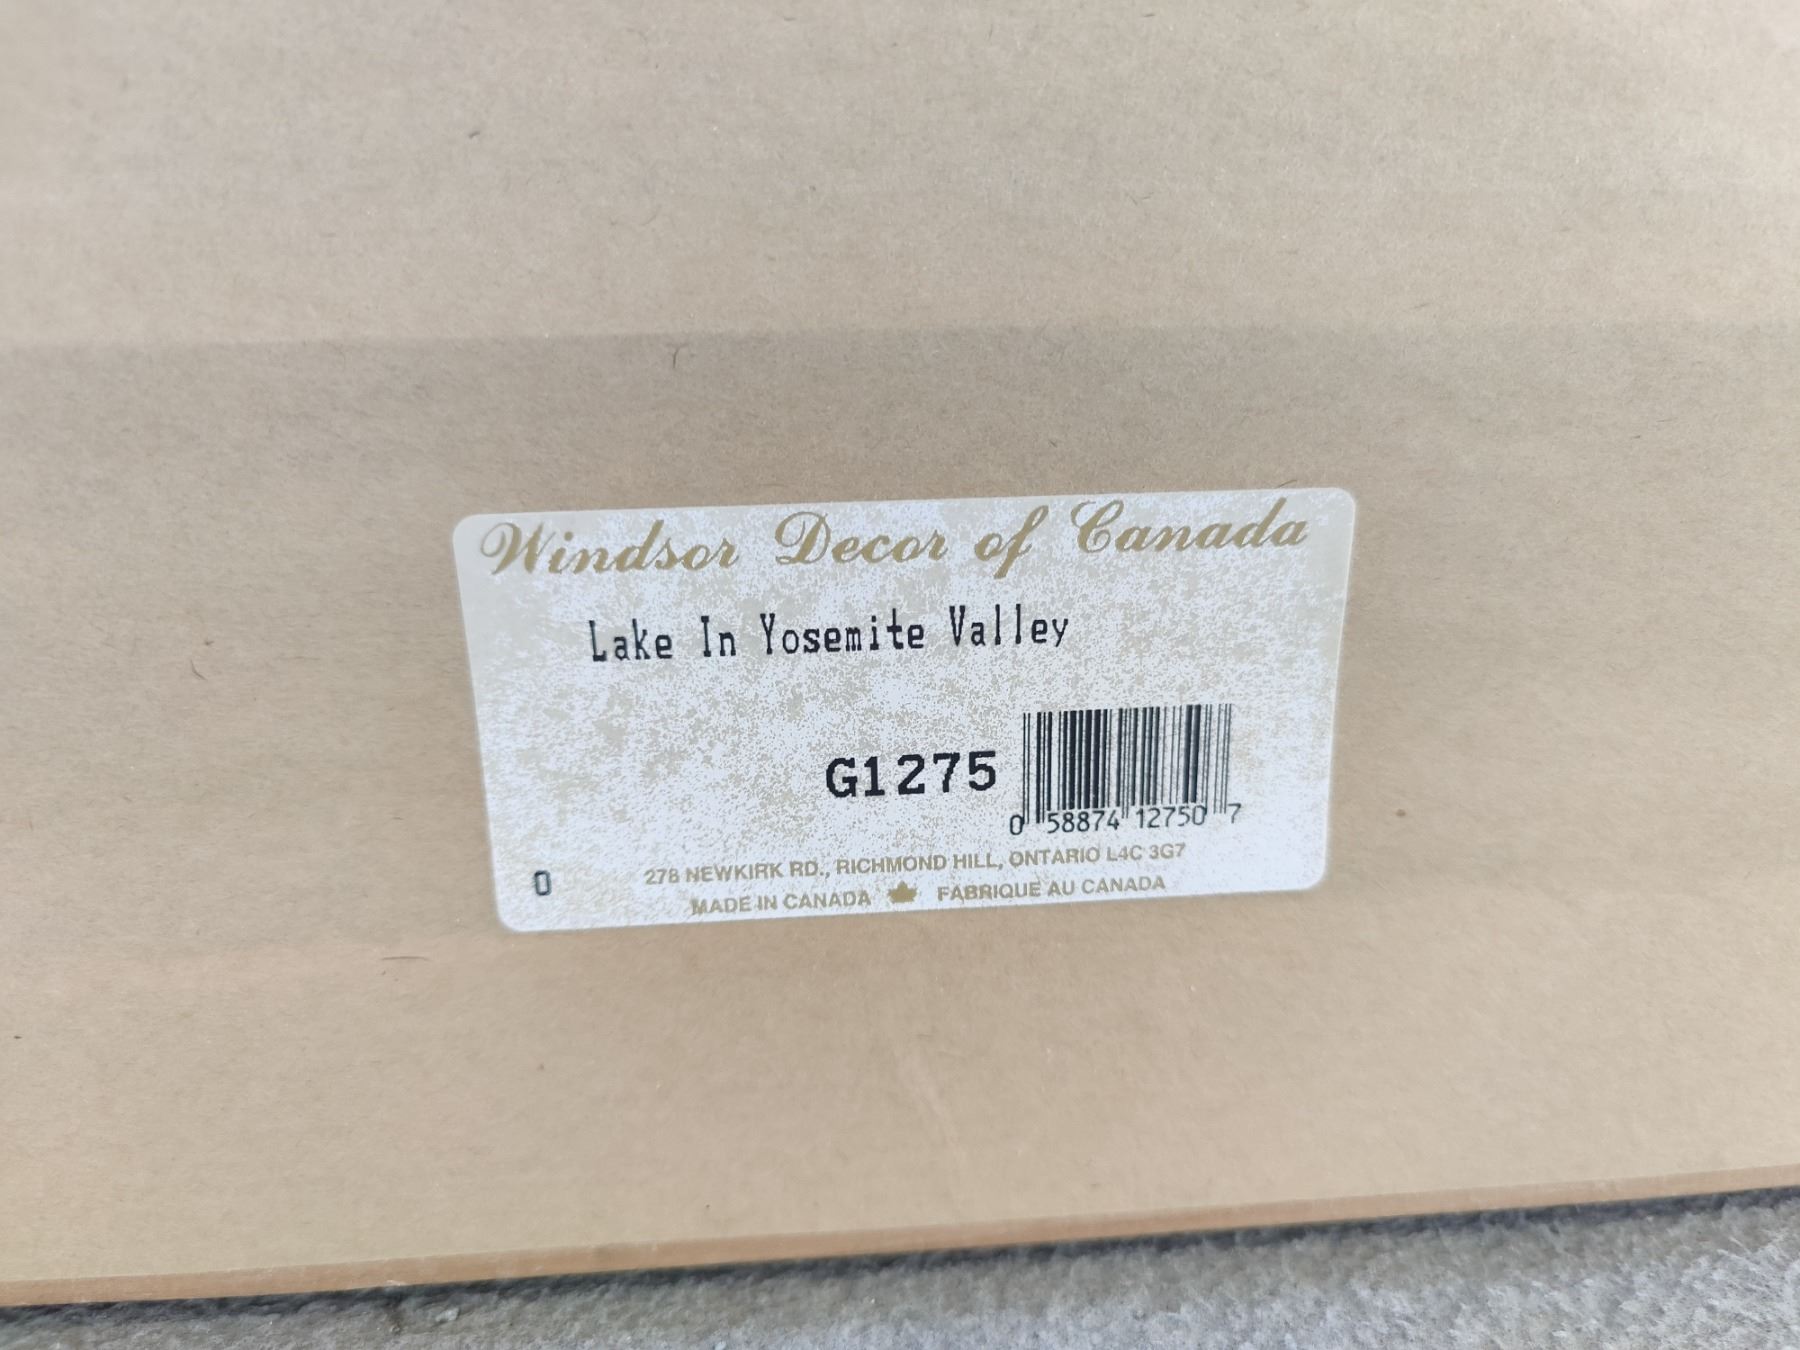 Windsor Decor of Canada
Lake In Yosemite Valley
G1275
0 58874 12750 7
278 NEWKIRK RD., RICHMOND HILL, ONTARIO L4C 3G7
0
MADE IN CANADA FABRIQUE AU CANADA